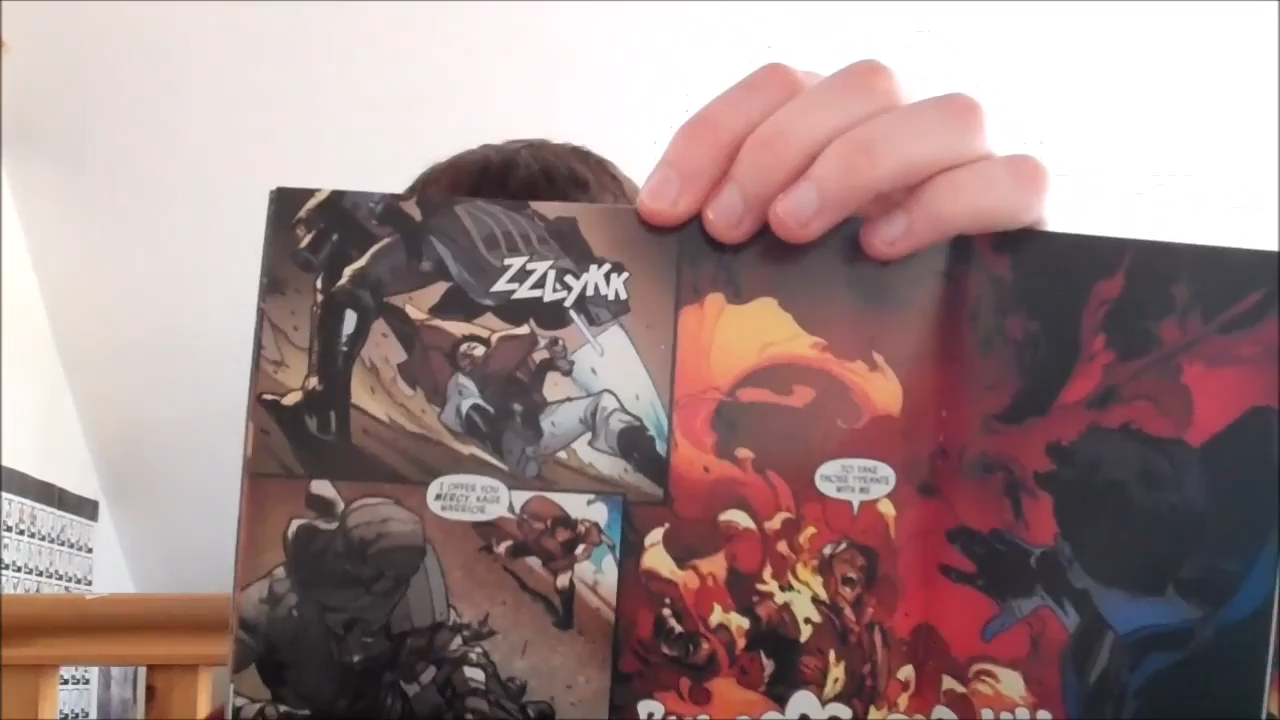 ZZLYKK
I OFFER YOU
MERCY, KAGE
WARRIOR.
...TO TAKE
THOSE TYRANTS
WITH ME